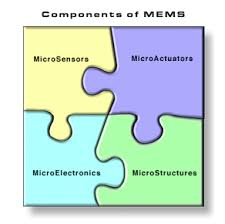 Components of MEMS
MicroSensors
MicroActuators
MicroElectronics
MicroStructures